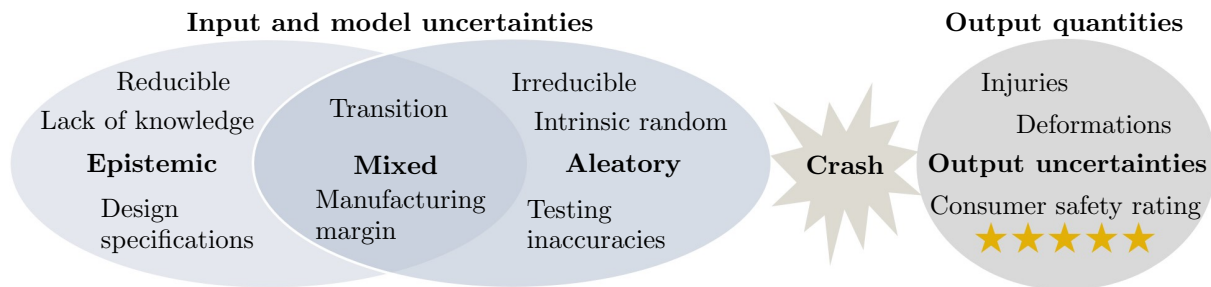 Input and model uncertainties
Output quantities
Reducible
Lack of knowledge
Epistemic
Design
specifications
Transition
Mixed
Manufacturing
margin
Irreducible
Intrinsic random
Aleatory
Testing
inaccuracies
Crash
Injuries
Deformations
Output uncertainties
Consumer safety rating